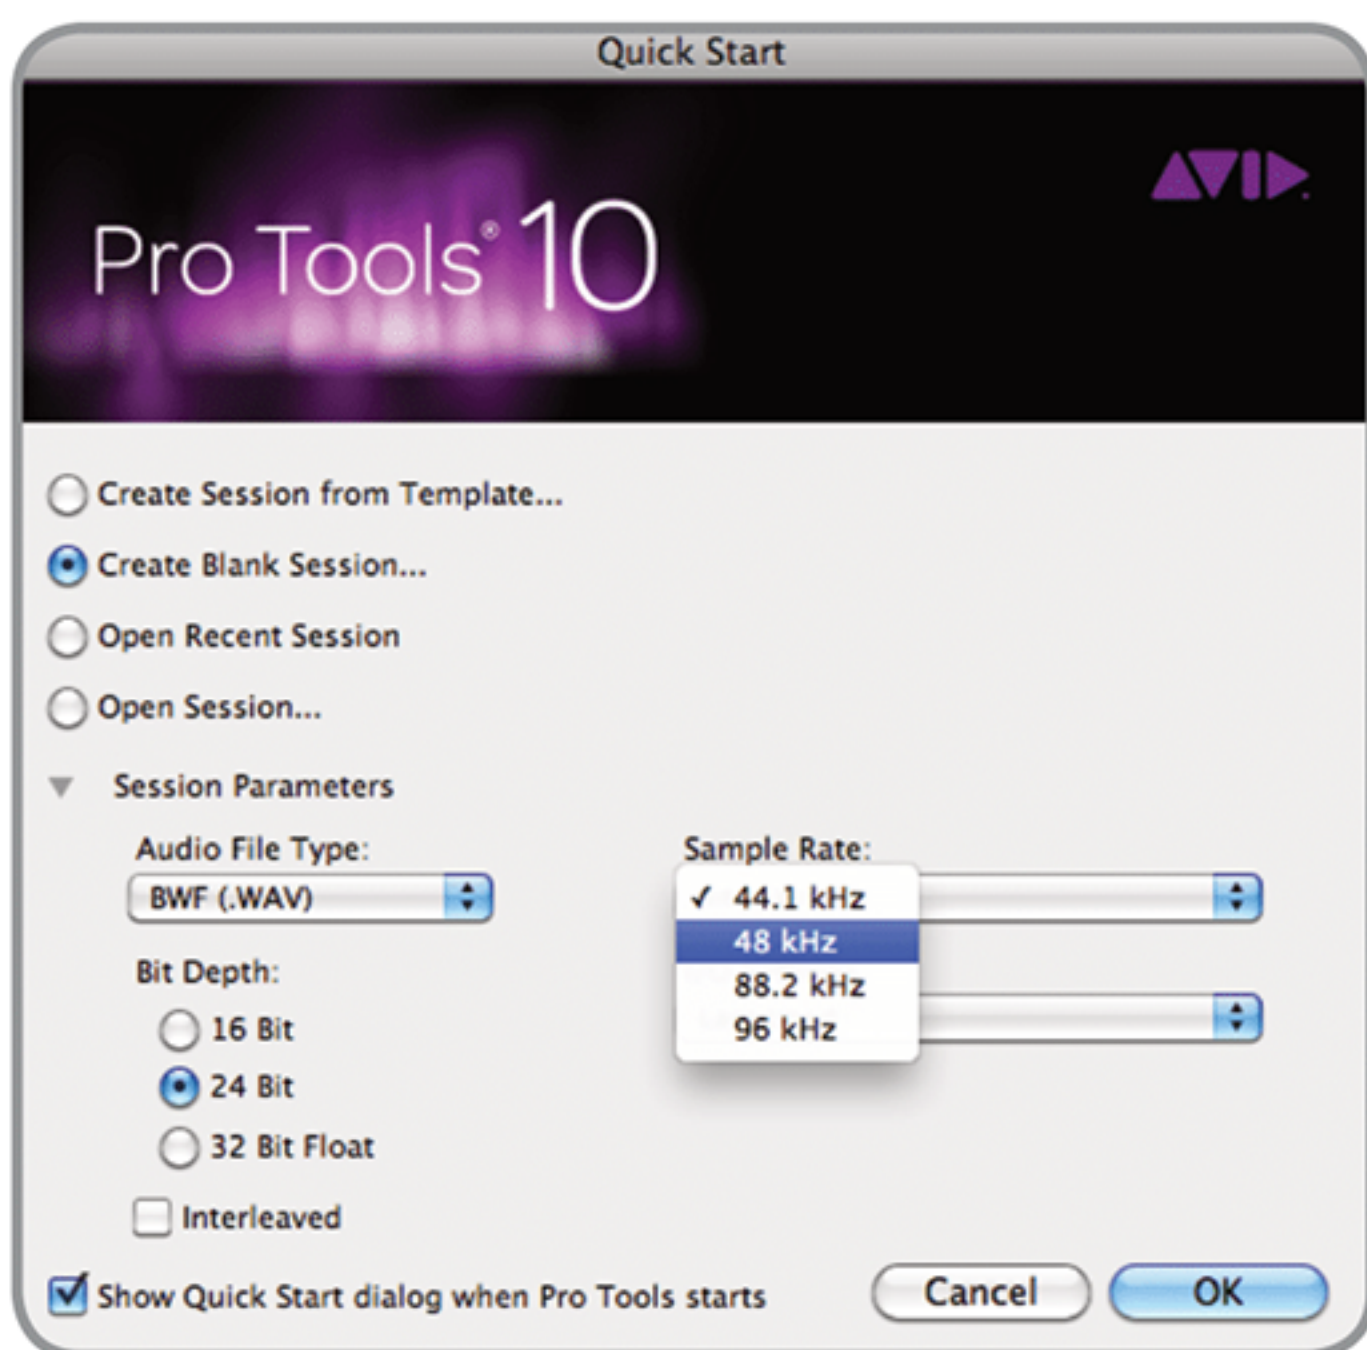 Quick Start
AVID
Pro Tools® 10
Create Session from Template...
Create Blank Session...
Open Recent Session
Open Session...
Session Parameters
Audio File Type:
BWF (.WAV)
Sample Rate:
✓ 44.1 kHz
48 kHz
88.2 kHz
96 kHz
Bit Depth:
16 Bit
24 Bit
32 Bit Float
Interleaved
Show Quick Start dialog when Pro Tools starts
Cancel
OK